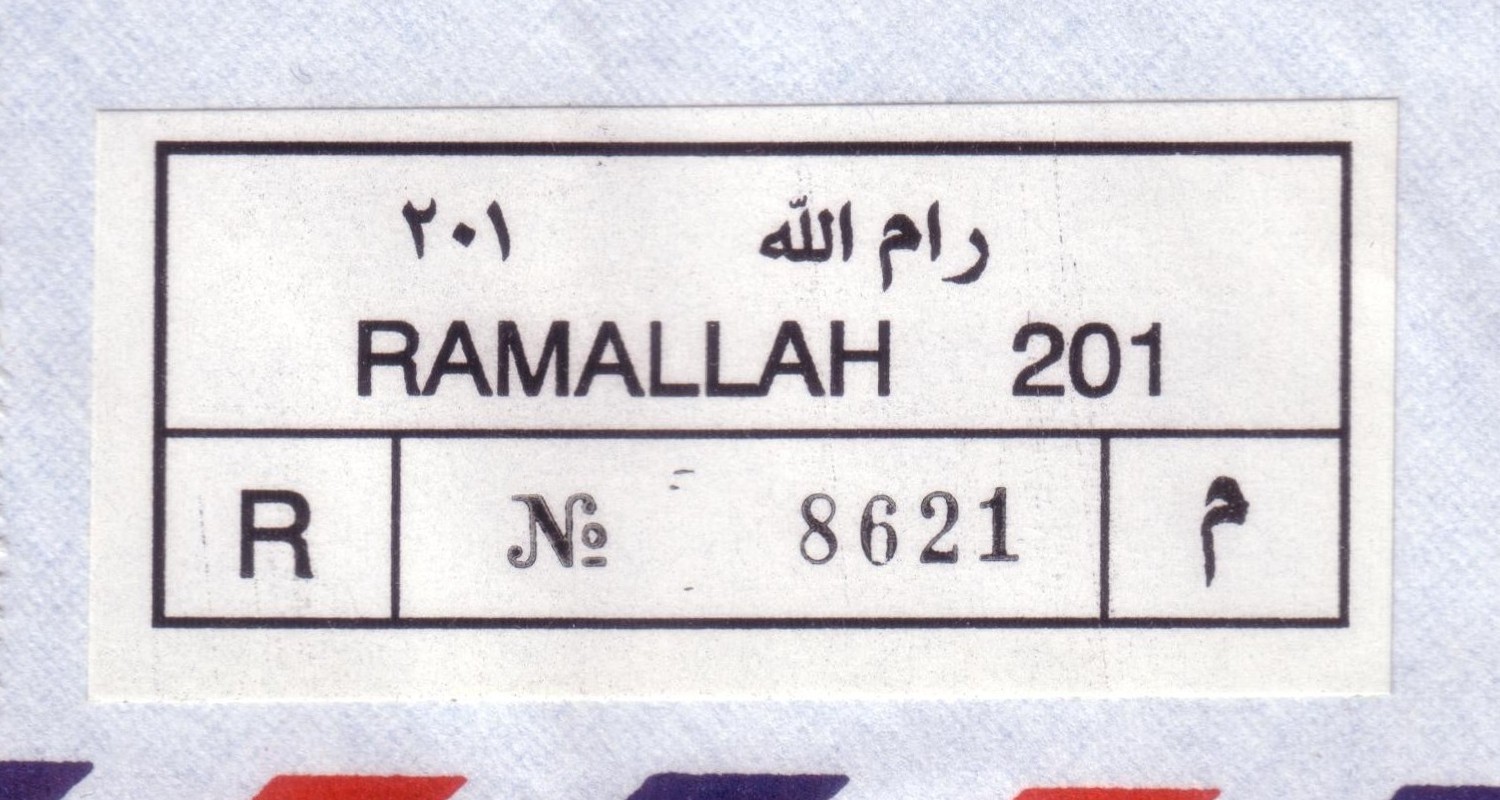 رام الله ٢٠١
RAMALLAH 201
R № 8621 م